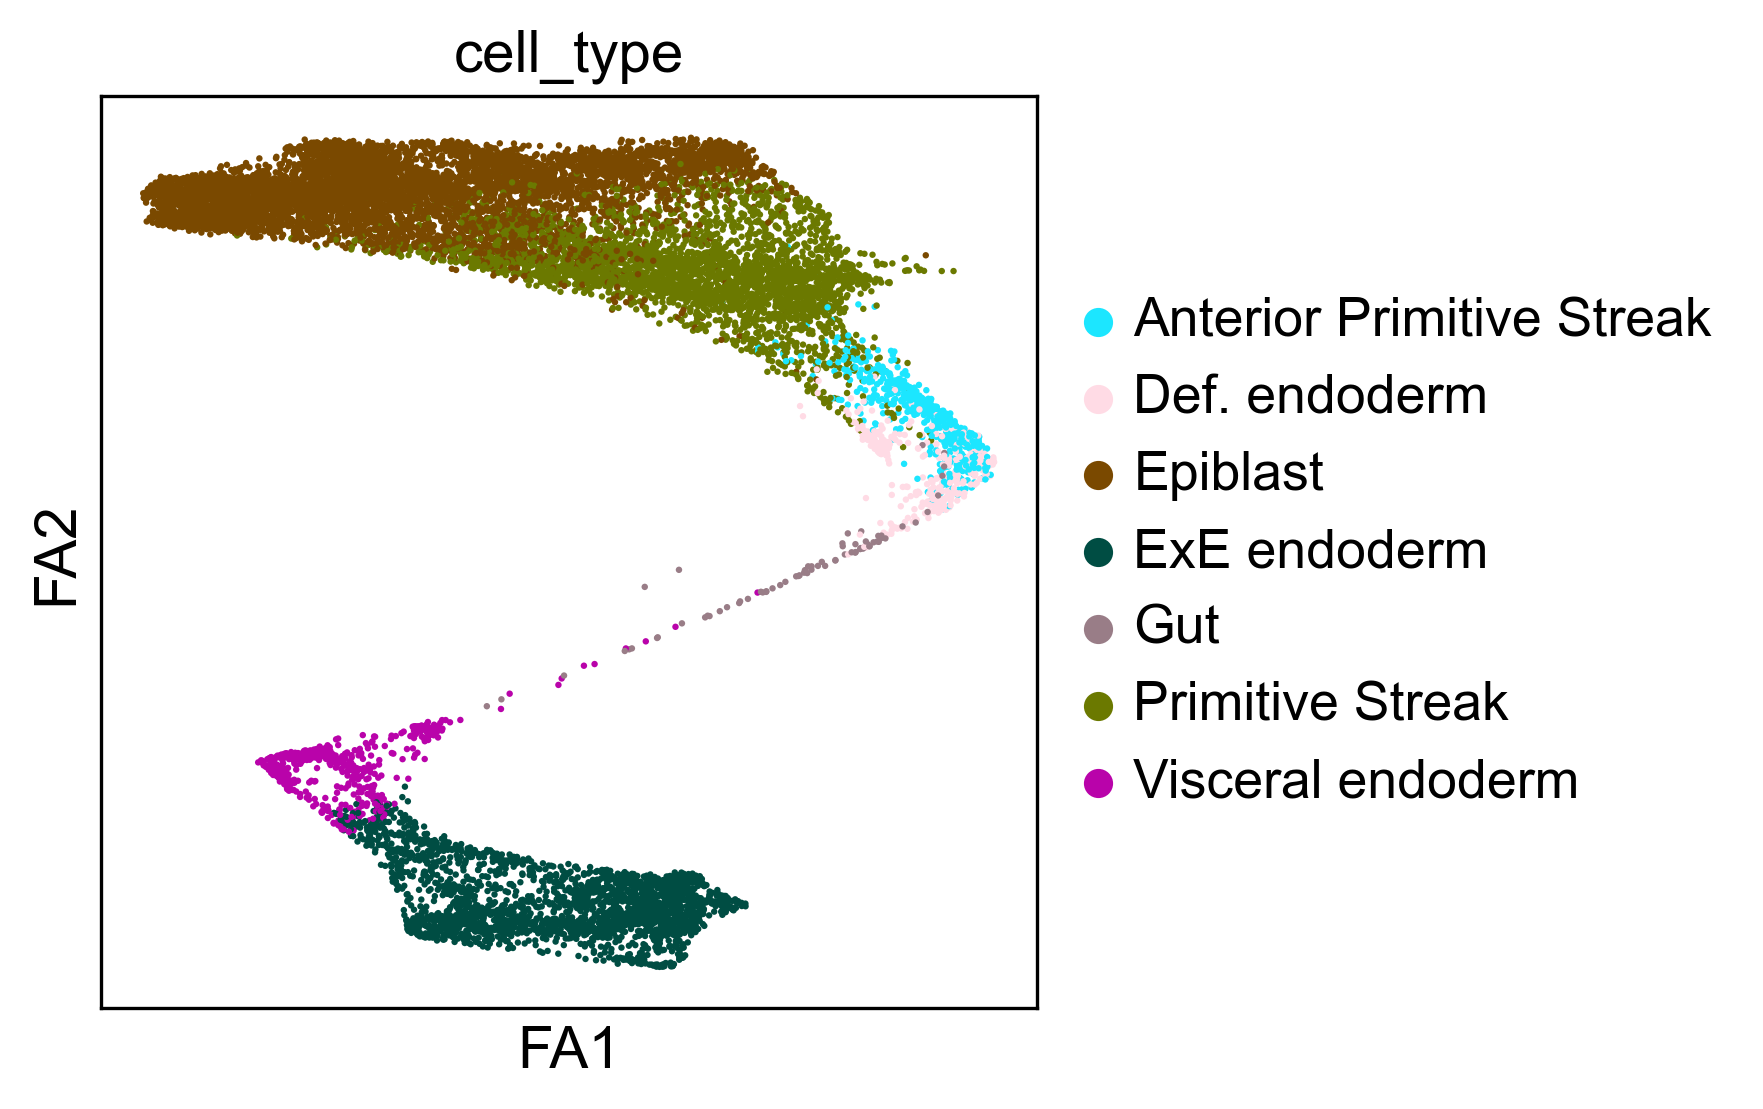 cell_type
FA2
FA1
Anterior Primitive Streak
Def. endoderm
Epiblast
ExE endoderm
Gut
Primitive Streak
Visceral endoderm